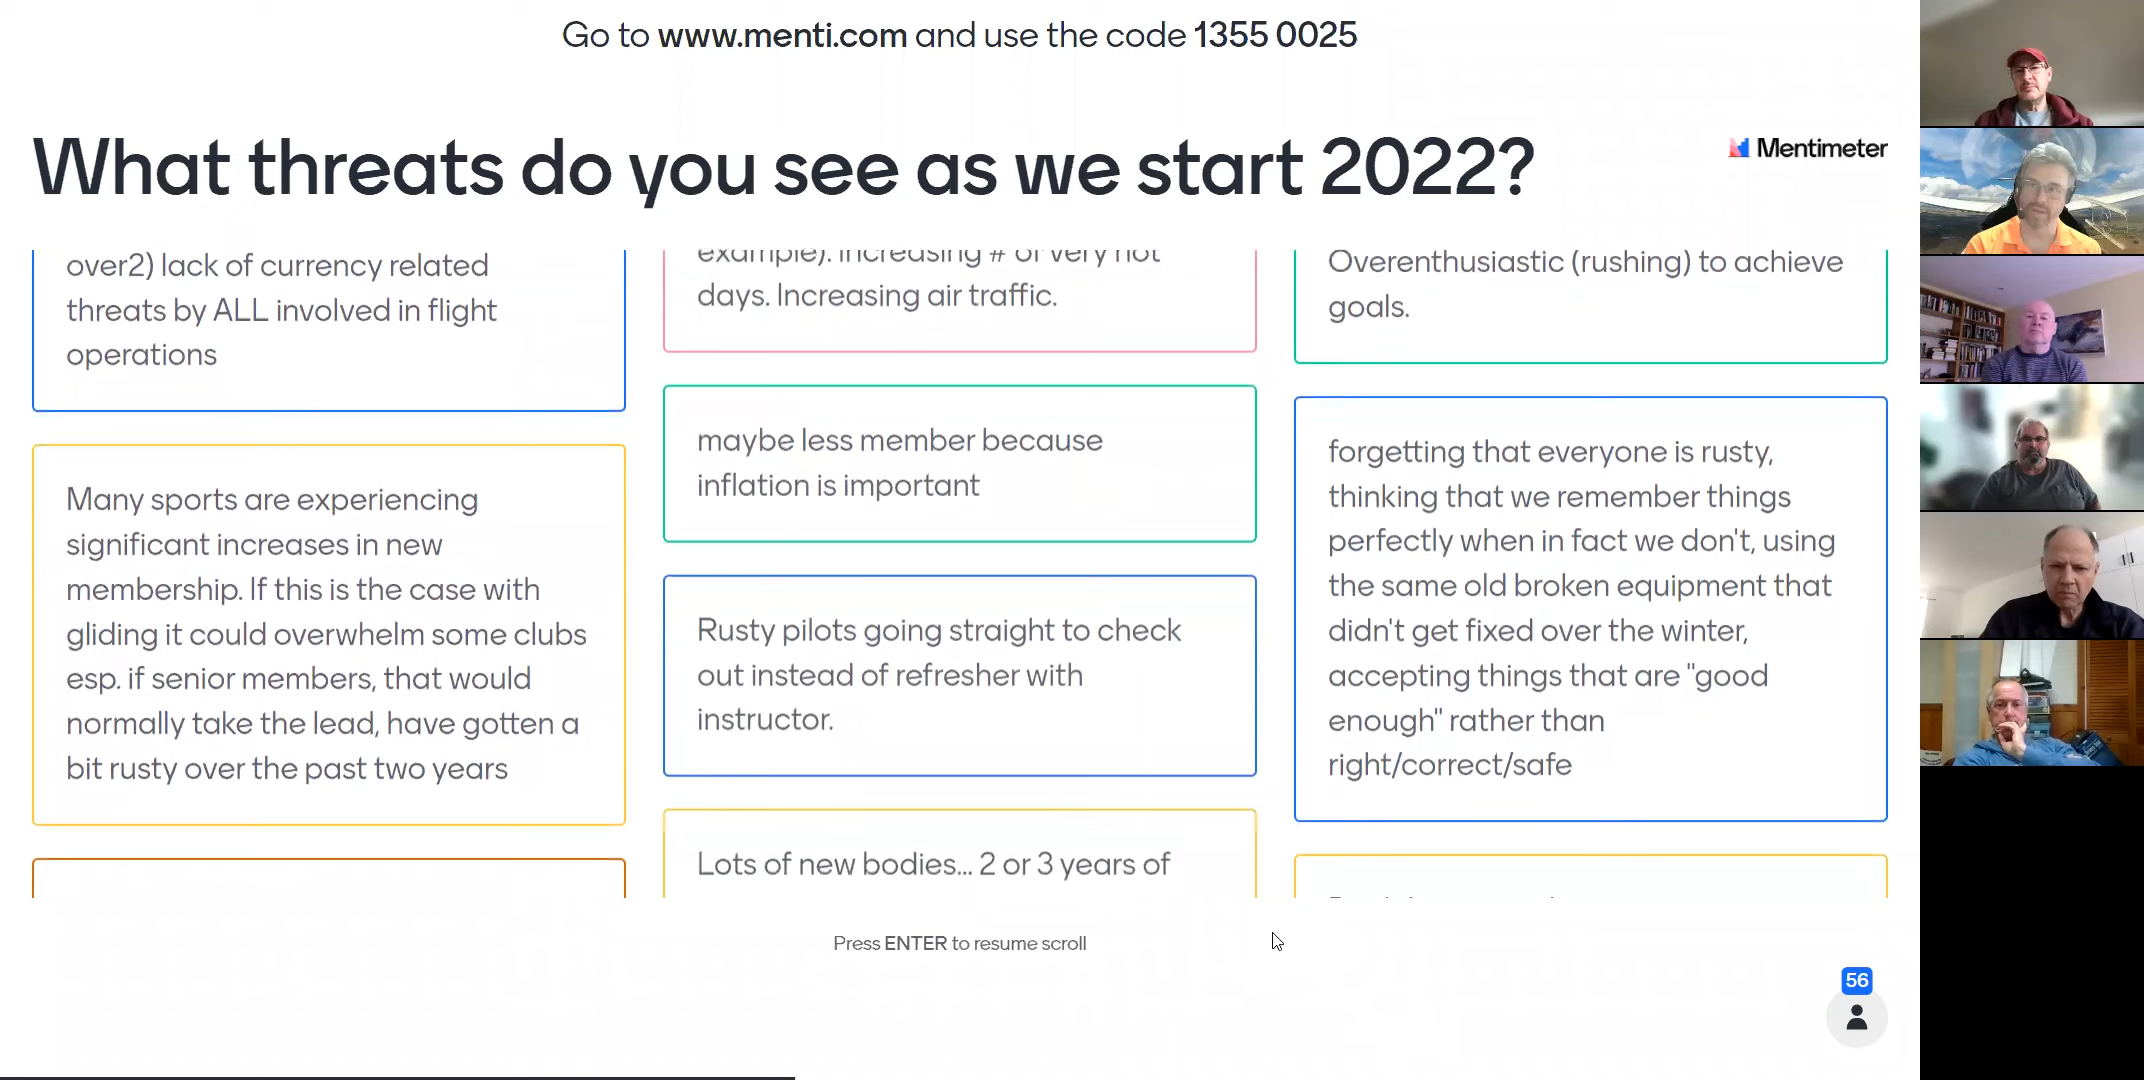 Go to www.menti.com and use the code 1355 0025
What threats do you see as we start 2022?
Mentimeter
over2) lack of currency related
threats by ALL involved in flight
operations
Many sports are experiencing
significant increases in new
membership. If this is the case with
gliding it could overwhelm some clubs
esp. if senior members, that would
normally take the lead, have gotten a
bit rusty over the past two years
example). Increasing # of very hot
days. Increasing air traffic.
maybe less member because
inflation is important
Rusty pilots going straight to check
out instead of refresher with
instructor.
Lots of new bodies... 2 or 3 years of
Overenthusiastic (rushing) to achieve
goals.
forgetting that everyone is rusty,
thinking that we remember things
perfectly when in fact we don't, using
the same old broken equipment that
didn't get fixed over the winter,
accepting things that are "good
enough" rather than
right/correct/safe
Press ENTER to resume scroll
56